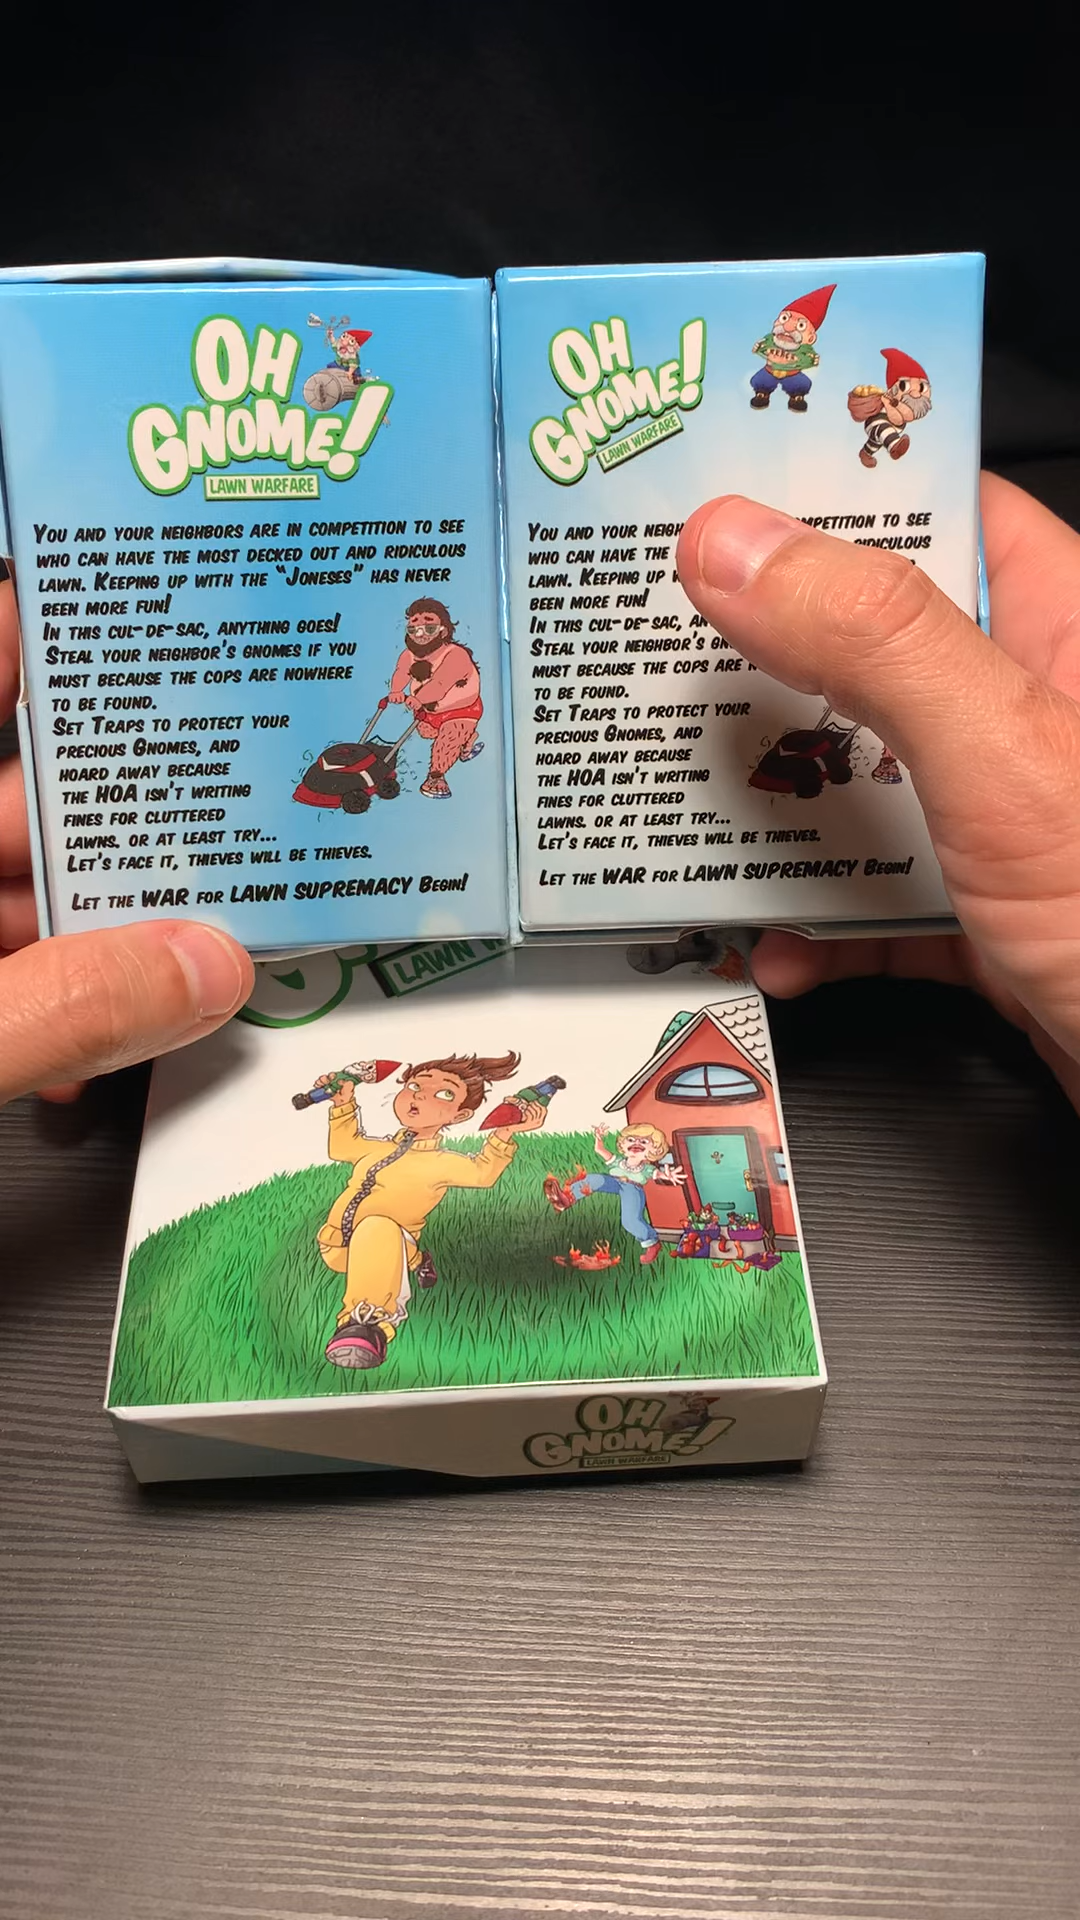 OH
GNOME!
LAWN WARFARE
YOU AND YOUR NEIGHBORS ARE IN COMPETITION TO SEE
WHO CAN HAVE THE MOST DECKED OUT AND RIDICULOUS
LAWN. KEEPING UP WITH THE "JONESES" HAS NEVER
BEEN MORE FUN!
IN THIS CUL-DE-SAC, ANYTHING GOES!
STEAL YOUR NEIGHBOR'S GNOMES IF YOU
MUST BECAUSE THE COPS ARE NOWHERE
TO BE FOUND.
SET TRAPS TO PROTECT YOUR
PRECIOUS GNOMES, AND
HOARD AWAY BECAUSE
THE HOA ISN'T WRITING
FINES FOR CLUTTERED
LAWNS. OR AT LEAST TRY...
LET'S FACE IT, THIEVES WILL BE THIEVES.
LET THE WAR FOR LAWN SUPREMACY BEGIN!
OH
GNOME!
LAWN WARFARE
YOU AND YOUR NEIGH MPETITION TO SEE
WHO CAN HAVE THE RIDICULOUS
LAWN. KEEPING UP
BEEN MORE FUN!
IN THIS CUL-DE-SAC, AN
STEAL YOUR NEIGHBOR'S GN
MUST BECAUSE THE COPS ARE N
TO BE FOUND.
SET TRAPS TO PROTECT YOUR
PRECIOUS GNOMES, AND
HOARD AWAY BECAUSE
THE HOA ISN'T WRITING
FINES FOR CLUTTERED
LAWNS. OR AT LEAST TRY...
LET'S FACE IT, THIEVES WILL BE THIEVES.
LET THE WAR FOR LAWN SUPREMACY BEGIN!
LAWN W
OH
GNOME!
LAWN WARFARE